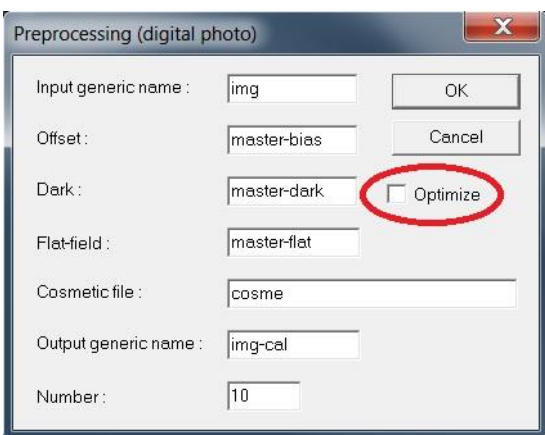 Preprocessing (digital photo)
Input generic name : img OK
Offset : master-bias Cancel
Dark : master-dark Optimize
Flat-field : master-flat
Cosmetic file : cosme
Output generic name : img-cal
Number : 10